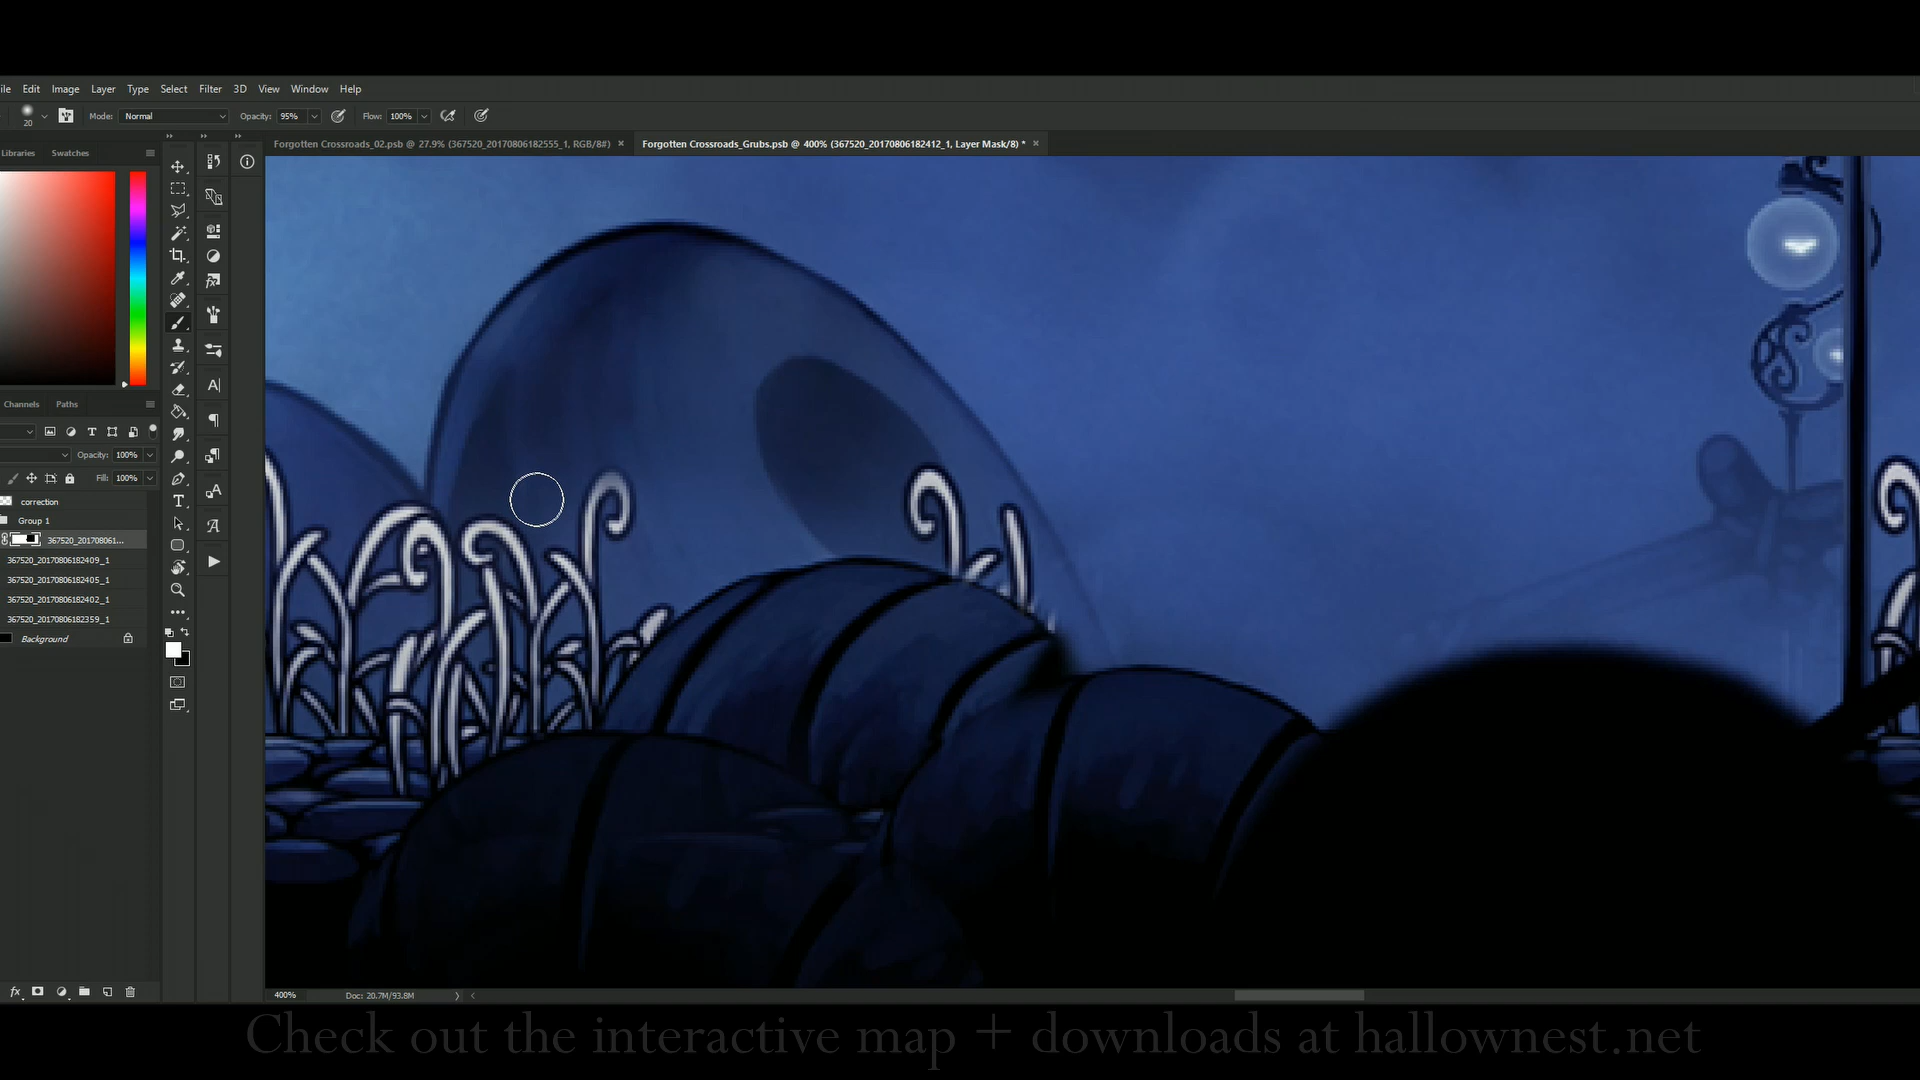 ile Edit Image Layer Type Select Filter 3D View Window Help
20 Mode: Normal Opacity: 95% Flow: 100%
Libraries Swatches
Forgotten Crossroads_02.psb @ 27.9% (367520_20170806182555_1, RGB/8#) × Forgotten Crossroads_Grubs.psb @ 400% (367520_20170806182412_1, Layer Mask/8) * ×
Channels Paths
Opacity: 100%
Fill: 100%
correction
Group 1
367520_201708061...
367520_20170806182409_1
367520_20170806182405_1
367520_20170806182402_1
367520_20170806182359_1
Background
400% Doc: 20.7M/93.8M
Check out the interactive map + downloads at hallownest.net